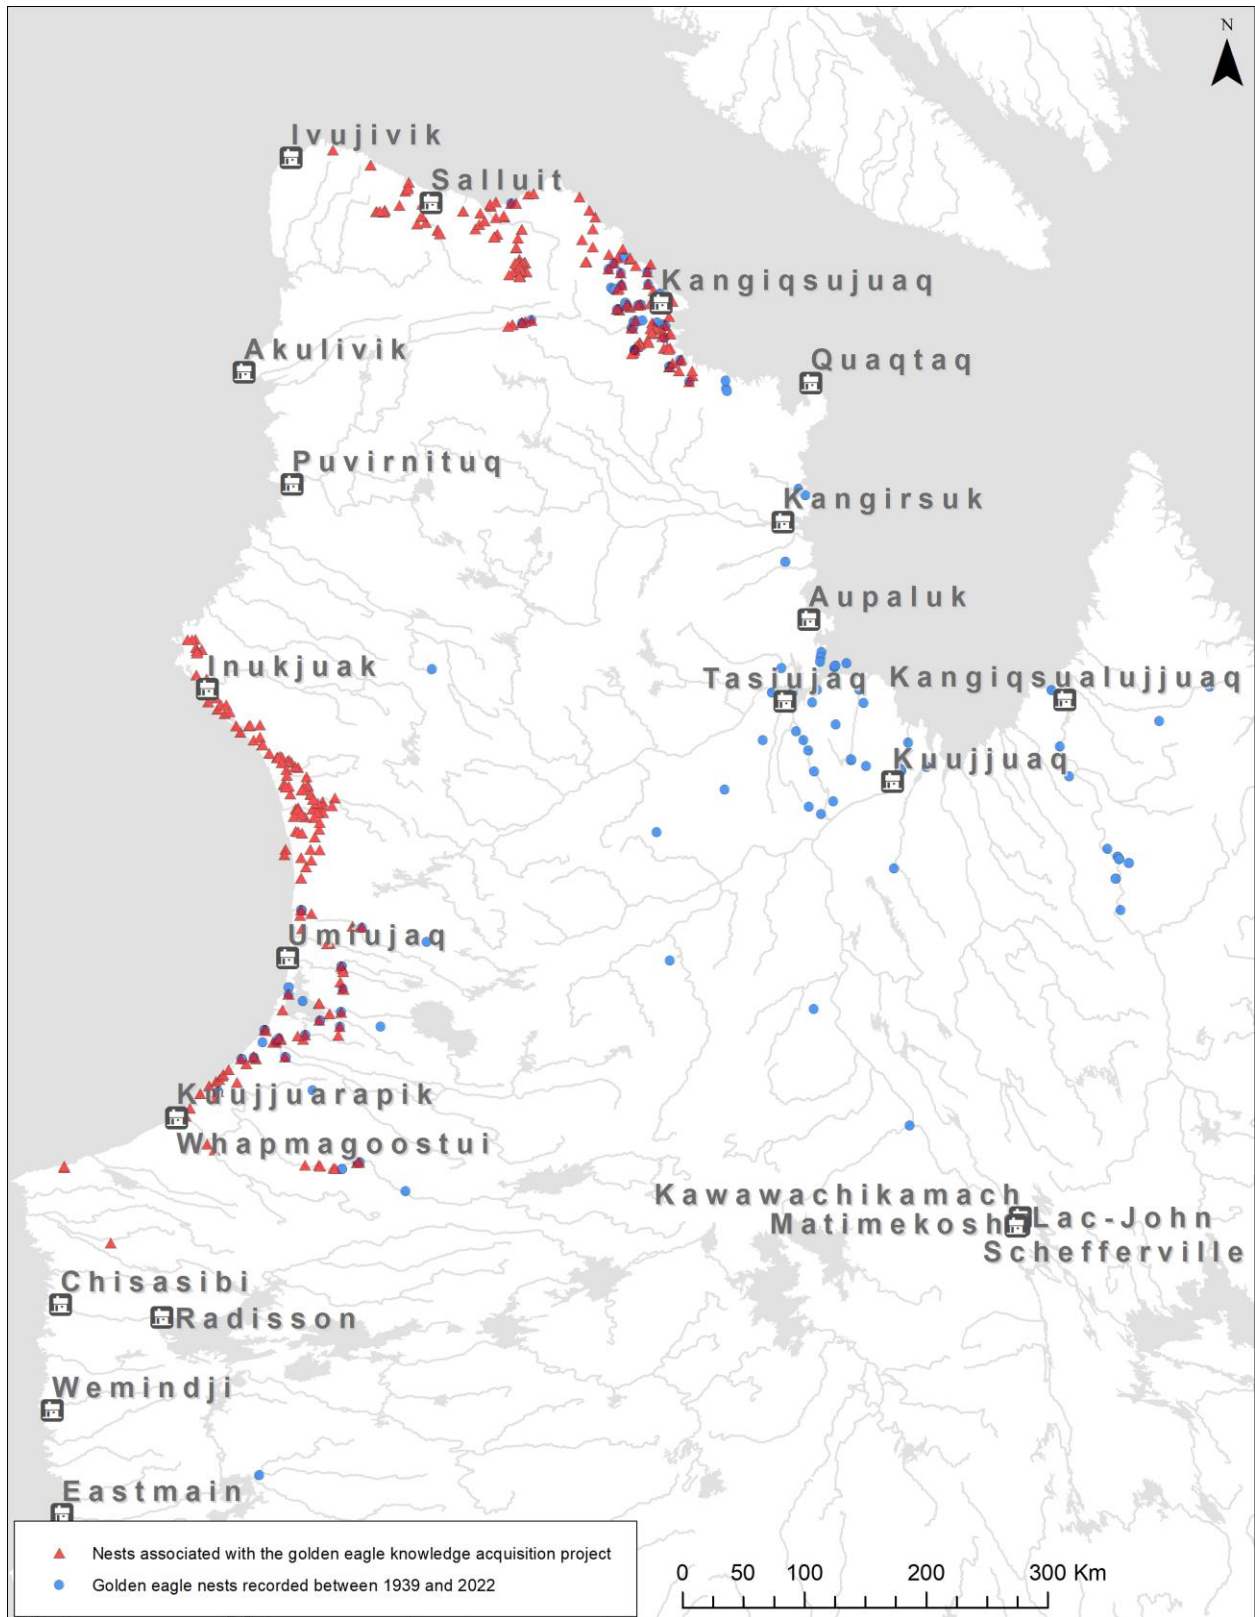 N
Ivujivik
Salluit
Kangiqsujuaq
Akulivik
Quaqtaq
Puvirnituq
Kangirsuk
Aupaluk
Inukjuak
Tasiujaq
Kangiqsualujjuaq
Kuujjuaq
Umiujaq
Kuujjuarapik
Whapmagoostui
Kawawachikamach
Matimekosh
Lac-John
Schefferville
Chisasibi
Radisson
Wemindji
Eastmain
Nests associated with the golden eagle knowledge acquisition project
Golden eagle nests recorded between 1939 and 2022
0 50 100 200 300 Km